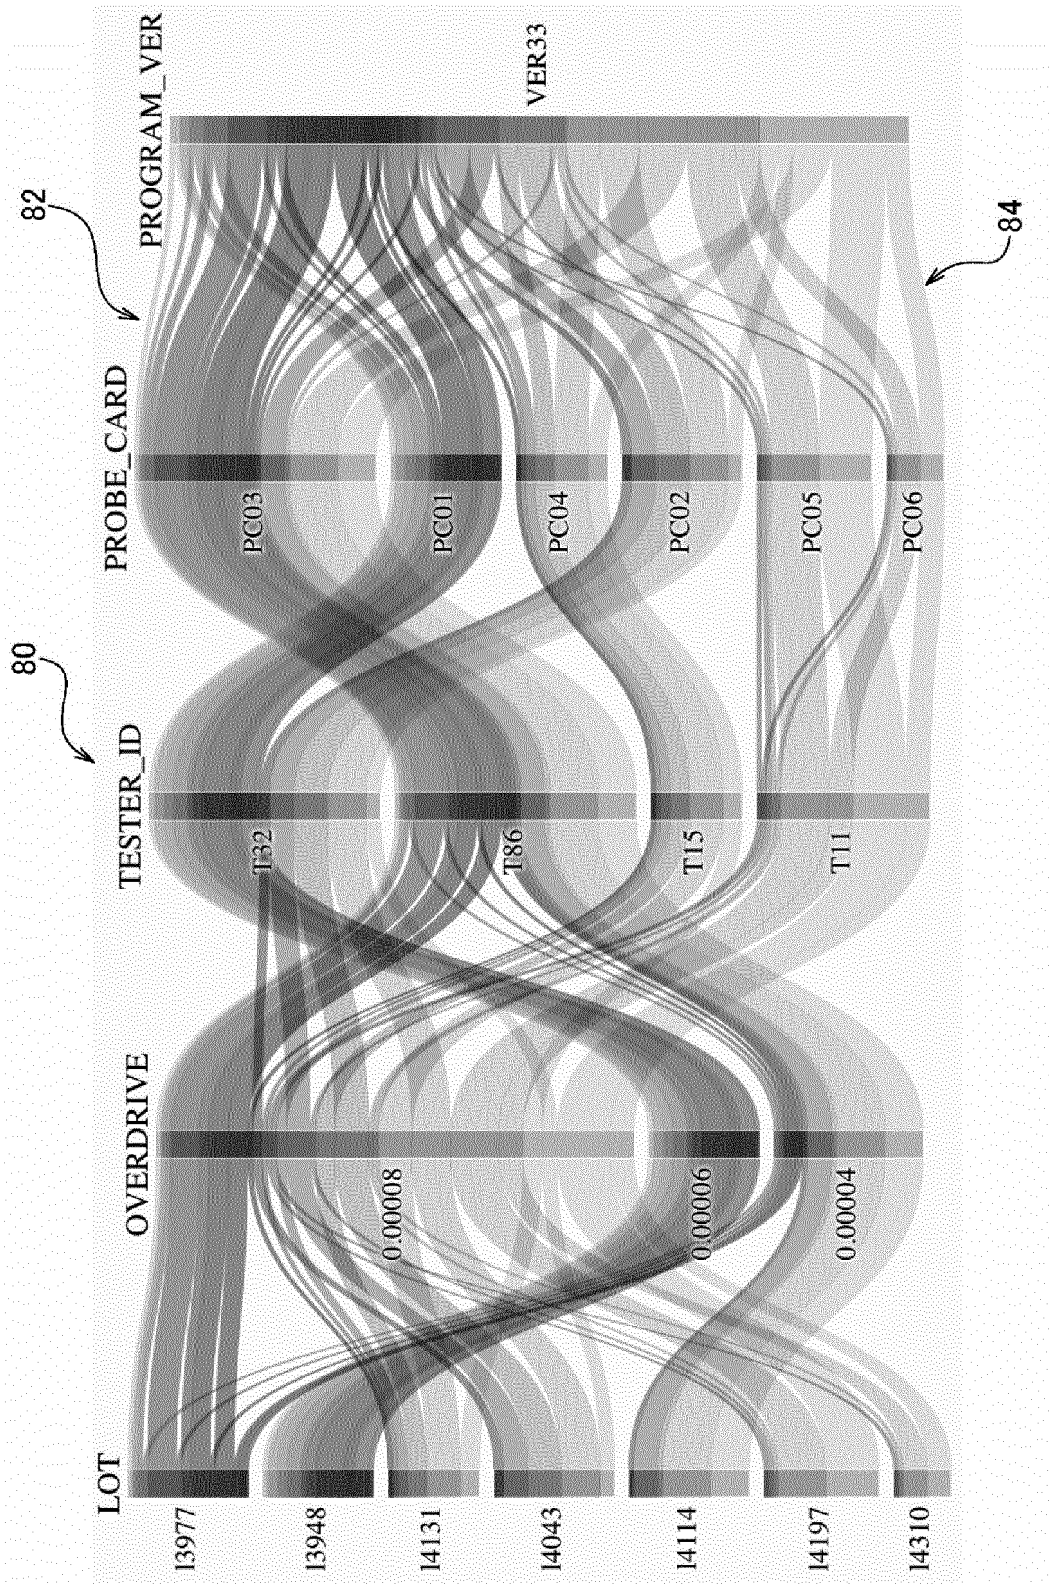 PROGRAM_VER
VER33
82
84
PROBE_CARD
PC03
PC01
PC04
PC02
PC05
PC06
80
TESTER_ID
T32
T86
T15
T11
OVERDRIVE
0.00008
0.00006
0.00004
LOT
13977
13948
14131
14043
14114
14197
14310